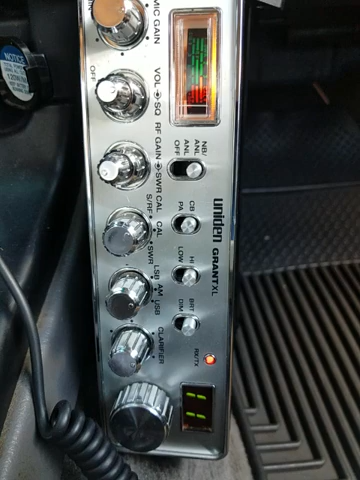 NOTICE
MIC GAIN
OFF
VOL
SQ
RF GAIN
SWR CAL
S/RF
CAL
SWR
LSB
AM
USB
CLARIFIER
NB/
ANL
ANL
OFF
CB
PA
HI
LOW
BRT
DIM
uniden GRANT XL
RX/TX
11